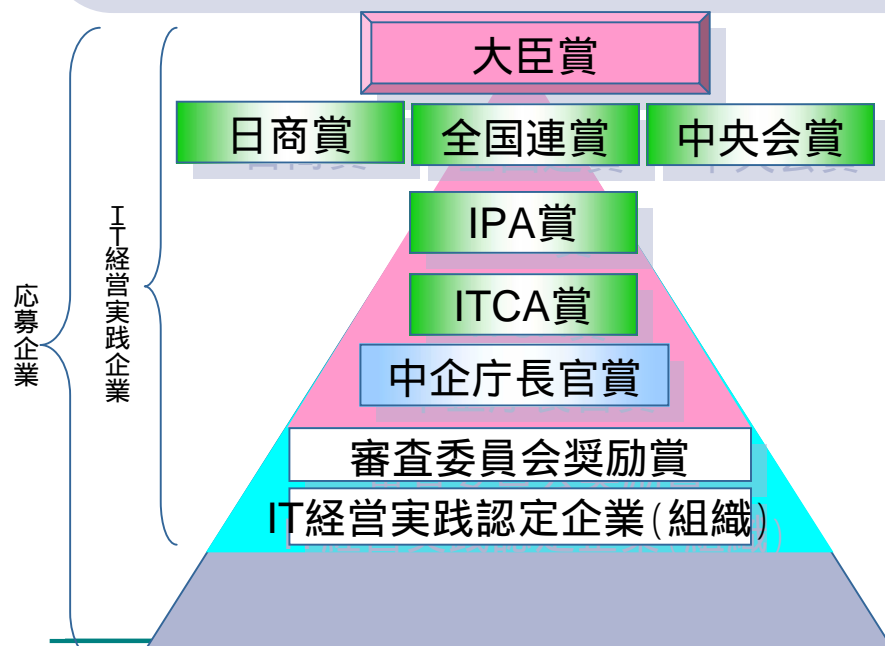 大臣賞
日商賞
全国連賞
中央会賞
IPA賞
ITCA賞
中企庁長官賞
審査委員会奨励賞
IT経営実践認定企業(組織)
IT経営実践企業
応募企業